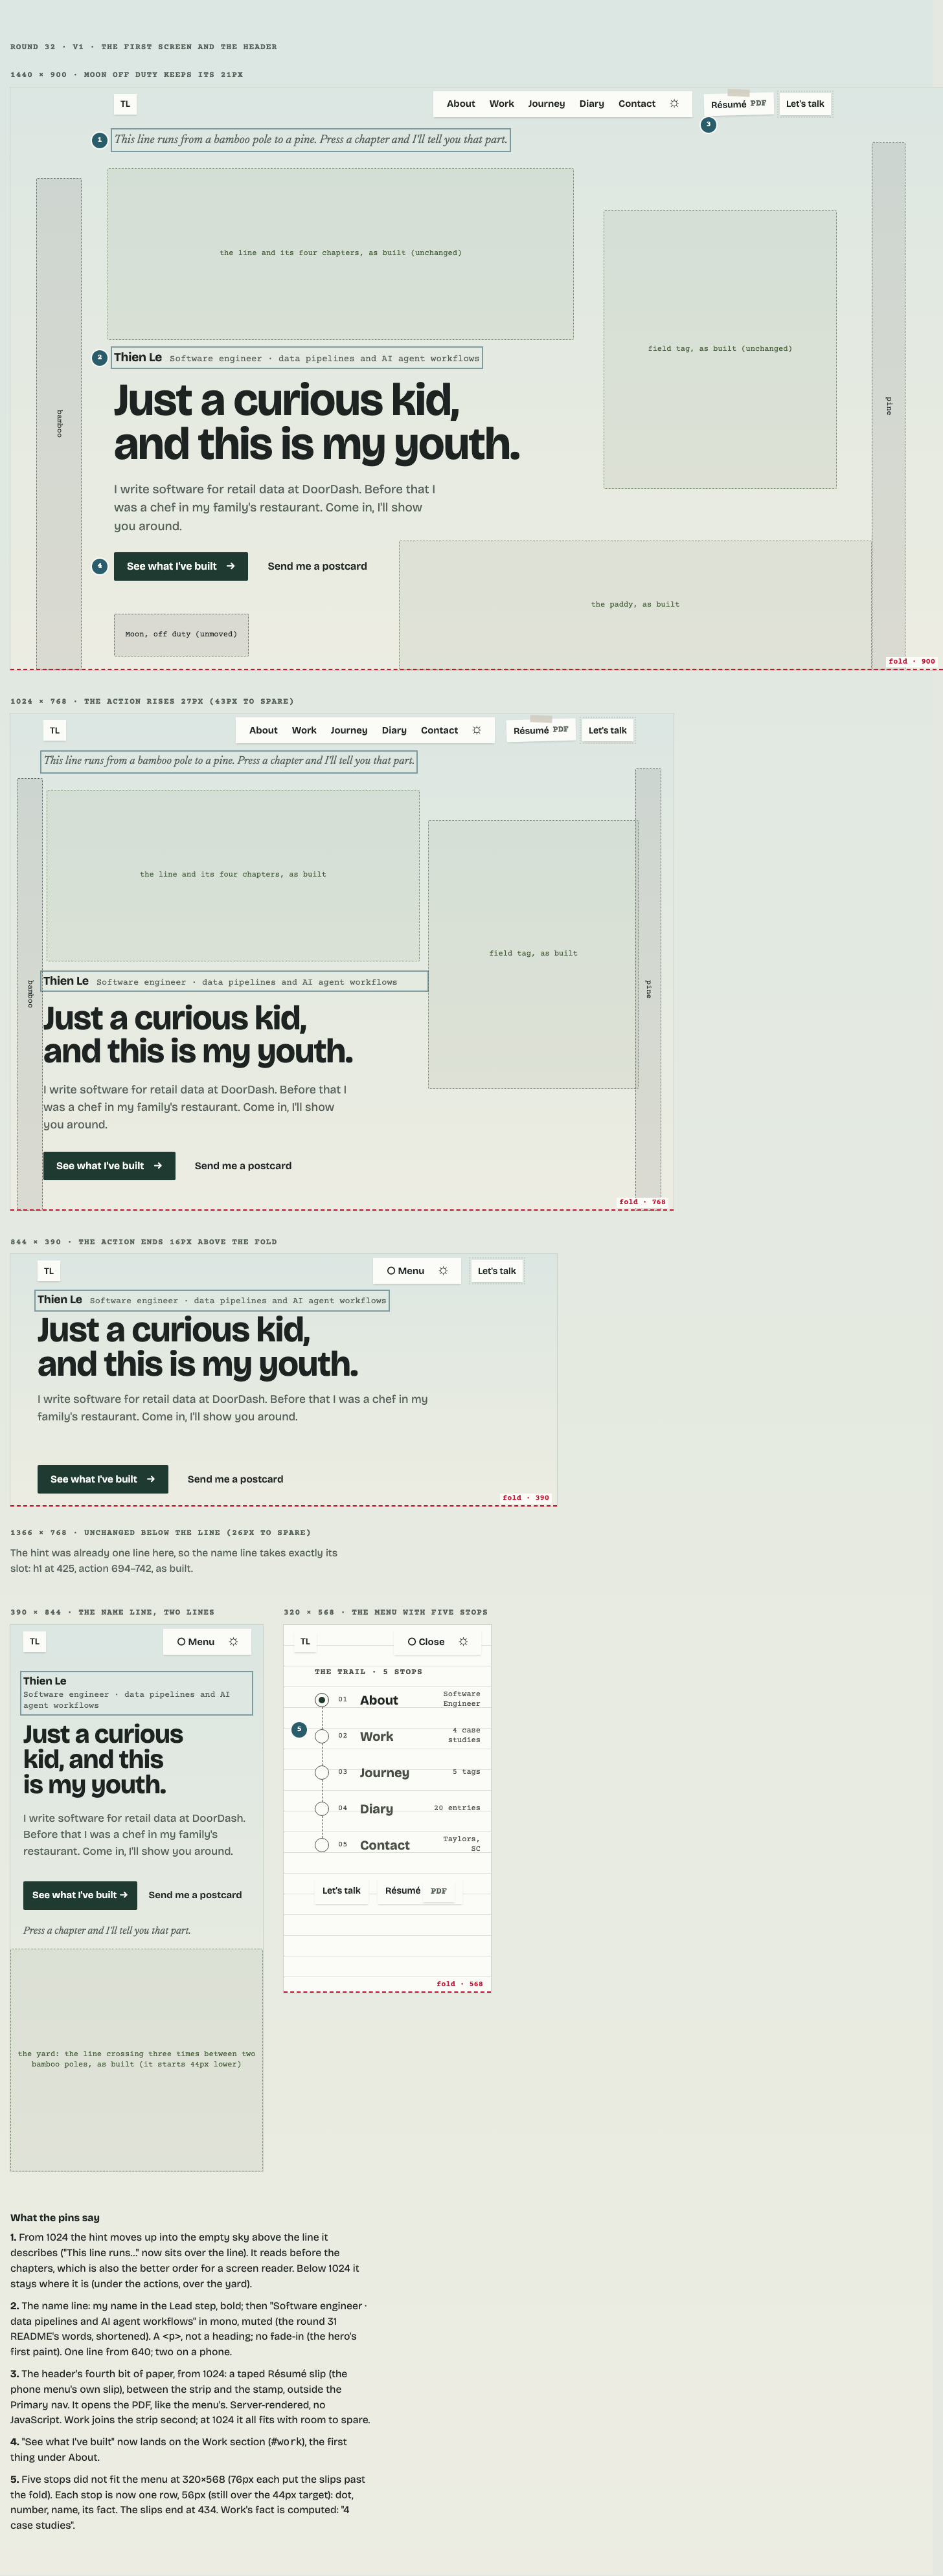 ROUND 32 · V1 · THE FIRST SCREEN AND THE HEADER
1440 × 900 · MOON OFF DUTY KEEPS ITS 21PX
TL
About Work Journey Diary Contact
Résumé PDF
Let's talk
3
1
This line runs from a bamboo pole to a pine. Press a chapter and I'll tell you that part.
the line and its four chapters, as built (unchanged)
field tag, as built (unchanged)
bamboo
pine
2
Thien Le Software engineer · data pipelines and AI agent workflows
Just a curious kid,
and this is my youth.
I write software for retail data at DoorDash. Before that I
was a chef in my family's restaurant. Come in, I'll show
you around.
4
See what I've built →
Send me a postcard
the paddy, as built
Moon, off duty (unmoved)
fold · 900
1024 × 768 · THE ACTION RISES 27PX (43PX TO SPARE)
TL
About Work Journey Diary Contact
Résumé PDF
Let's talk
This line runs from a bamboo pole to a pine. Press a chapter and I'll tell you that part.
the line and its four chapters, as built
field tag, as built
bamboo
pine
Thien Le Software engineer · data pipelines and AI agent workflows
Just a curious kid,
and this is my youth.
I write software for retail data at DoorDash. Before that I
was a chef in my family's restaurant. Come in, I'll show
you around.
See what I've built →
Send me a postcard
fold · 768
844 × 390 · THE ACTION ENDS 16PX ABOVE THE FOLD
TL
Menu
Let's talk
Thien Le Software engineer · data pipelines and AI agent workflows
Just a curious kid,
and this is my youth.
I write software for retail data at DoorDash. Before that I was a chef in my
family's restaurant. Come in, I'll show you around.
See what I've built →
Send me a postcard
fold · 390
1366 × 768 · UNCHANGED BELOW THE LINE (26PX TO SPARE)
The hint was already one line here, so the name line takes exactly its
slot: h1 at 425, action 694–742, as built.
390 × 844 · THE NAME LINE, TWO LINES
TL
Menu
Thien Le
Software engineer · data pipelines and AI
agent workflows
Just a curious
kid, and this
is my youth.
I write software for retail data at DoorDash.
Before that I was a chef in my family's
restaurant. Come in, I'll show you around.
See what I've built →
Send me a postcard
Press a chapter and I'll tell you that part.
the yard: the line crossing three times between two
bamboo poles, as built (it starts 44px lower)
320 × 568 · THE MENU WITH FIVE STOPS
TL
Close
THE TRAIL · 5 STOPS
01 About Software
Engineer
5
02 Work 4 case
studies
03 Journey 5 tags
04 Diary 20 entries
05 Contact Taylors,
SC
Let's talk
Résumé PDF
fold · 568
What the pins say
1. From 1024 the hint moves up into the empty sky above the line it
describes ("This line runs…" now sits over the line). It reads before the
chapters, which is also the better order for a screen reader. Below 1024 it
stays where it is (under the actions, over the yard).
2. The name line: my name in the Lead step, bold; then "Software engineer ·
data pipelines and AI agent workflows" in mono, muted (the round 31
README's words, shortened). A <p>, not a heading; no fade-in (the hero's
first paint). One line from 640; two on a phone.
3. The header's fourth bit of paper, from 1024: a taped Résumé slip (the
phone menu's own slip), between the strip and the stamp, outside the
Primary nav. It opens the PDF, like the menu's. Server-rendered, no
JavaScript. Work joins the strip second; at 1024 it all fits with room to spare.
4. "See what I've built" now lands on the Work section (#work), the first
thing under About.
5. Five stops did not fit the menu at 320×568 (76px each put the slips past
the fold). Each stop is now one row, 56px (still over the 44px target): dot,
number, name, its fact. The slips end at 434. Work's fact is computed: "4
case studies".